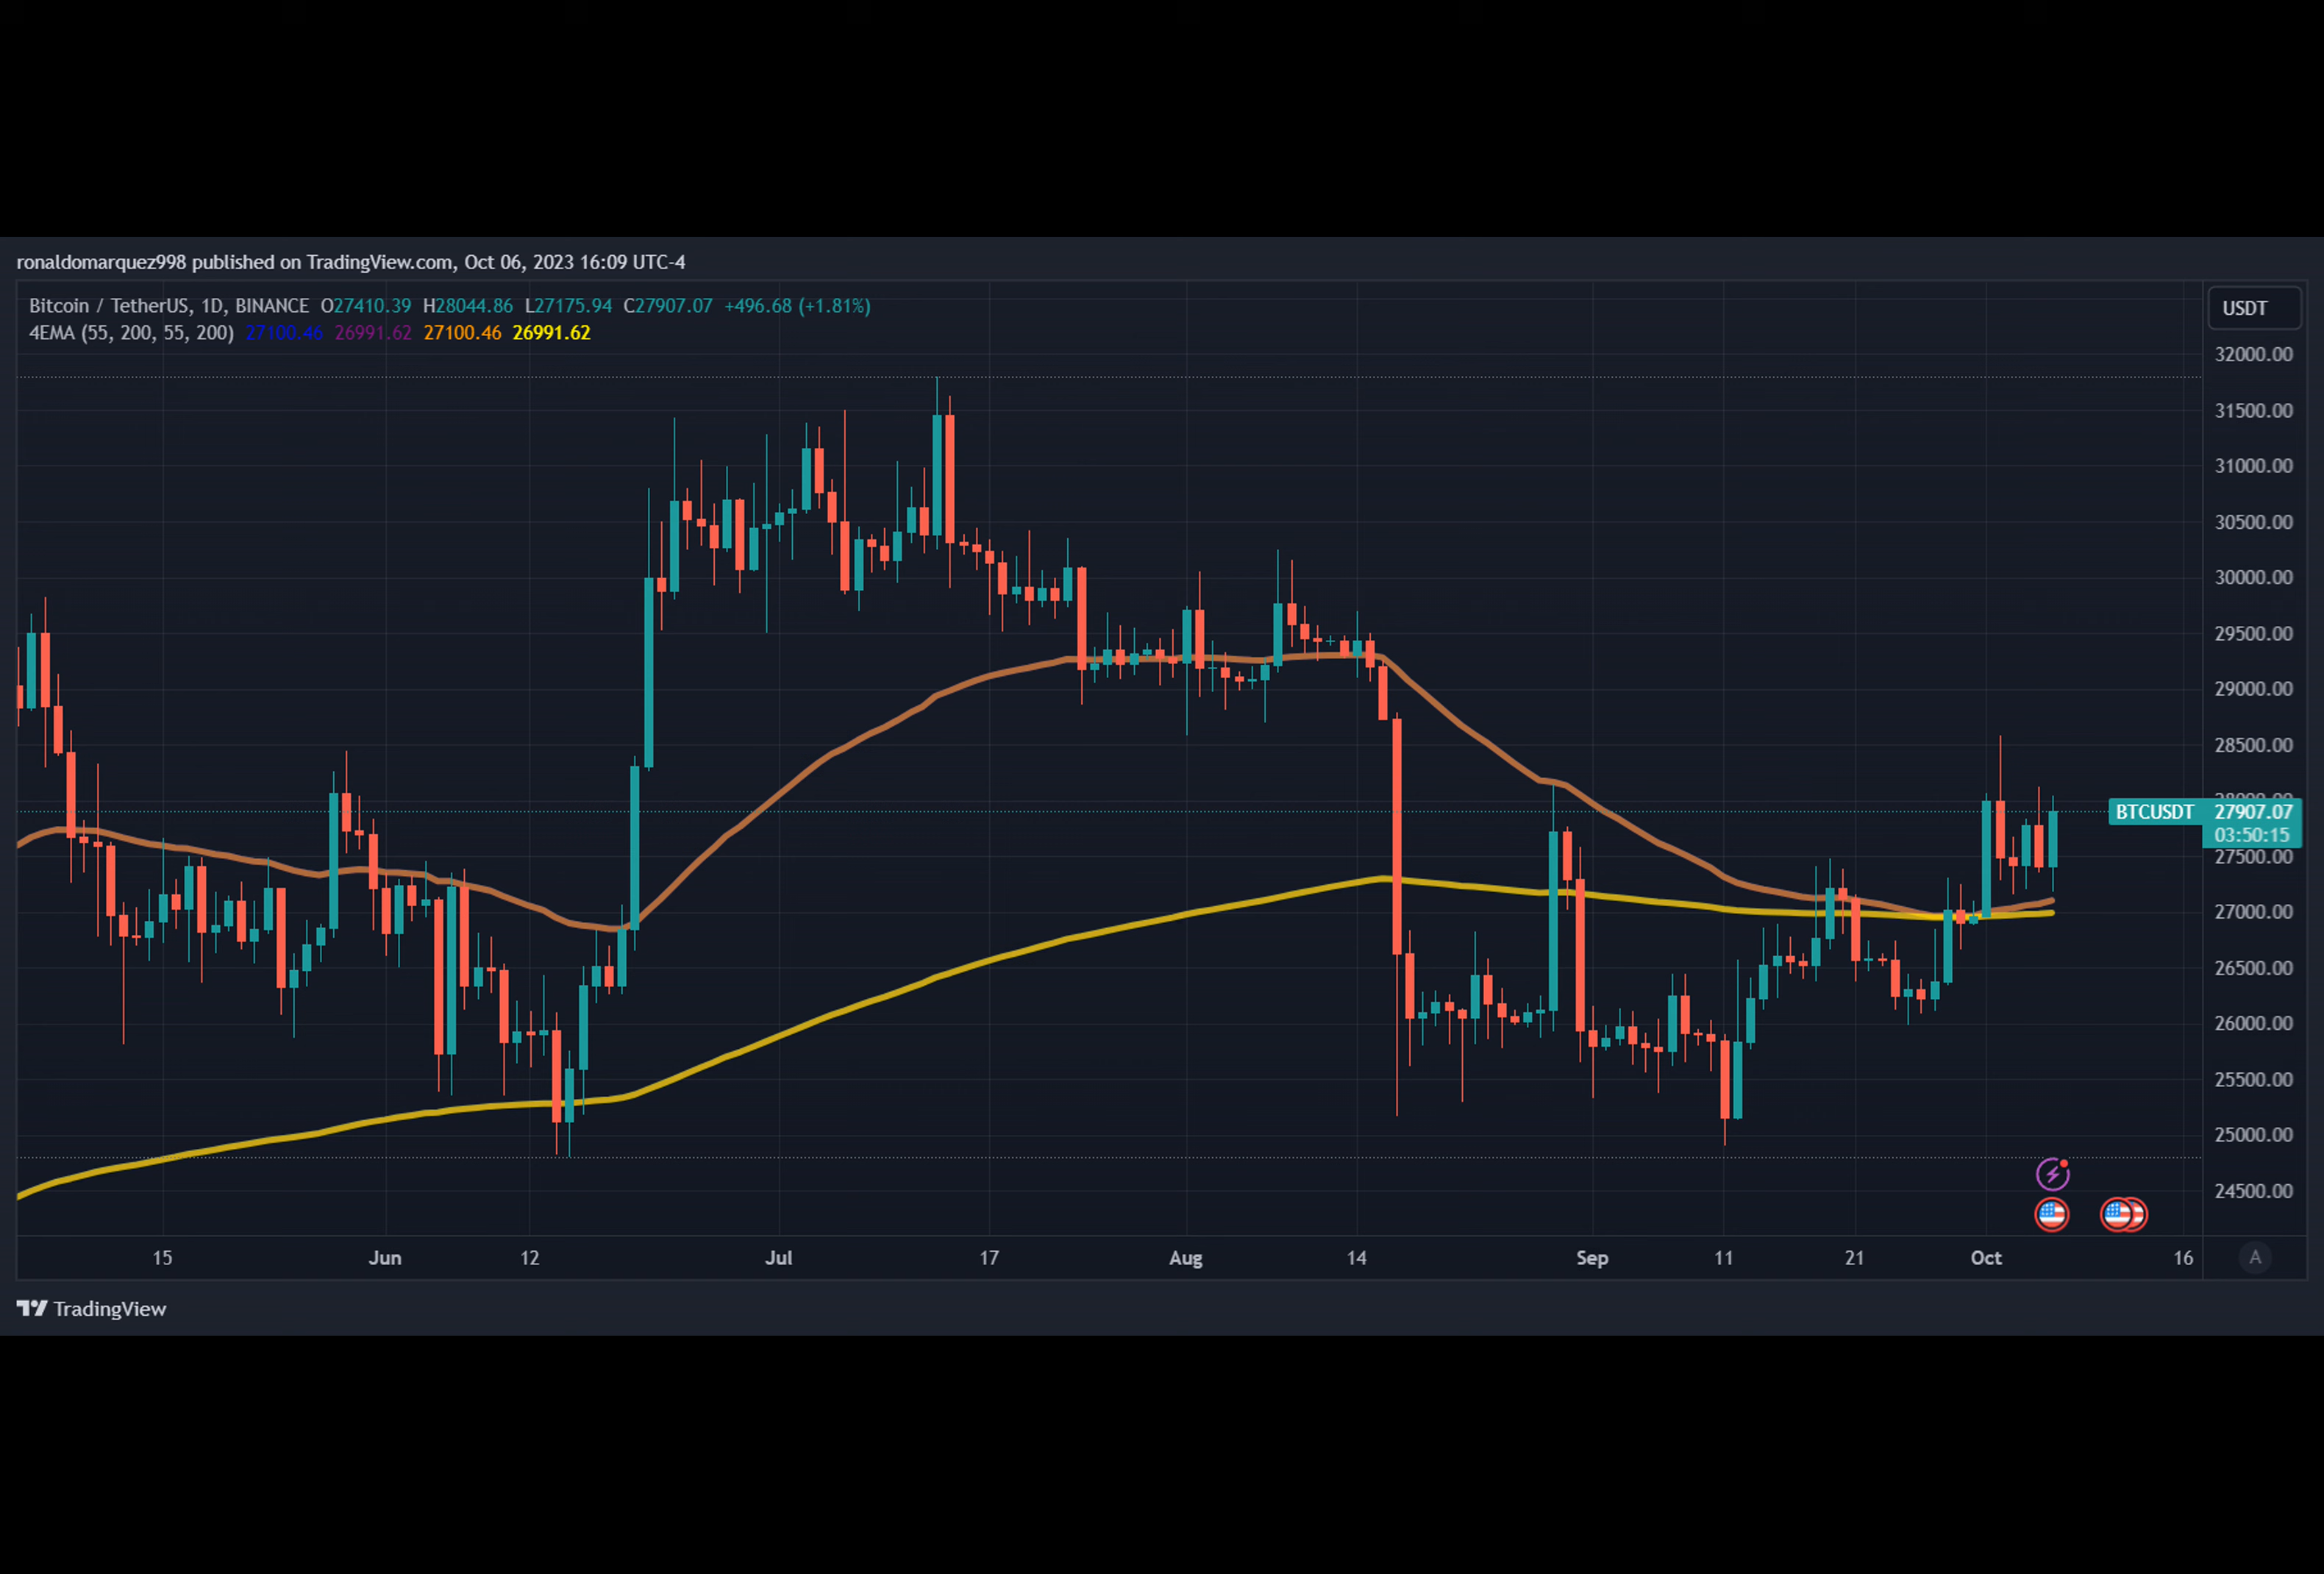 ronaldomarquez998 published on TradingView.com, Oct 06, 2023 16:09 UTC-4
Bitcoin / TetherUS, 1D, BINANCE O27410.39 H28044.86 L27175.94 C27907.07 +496.68 (+1.81%)
4EMA (55, 200, 55, 200) 27100.46 26991.62 27100.46 26991.62
USDT
32000.00
31500.00
31000.00
30500.00
30000.00
29500.00
29000.00
28500.00
28000.00
BTCUSDT 27907.07
03:50:15
27500.00
27000.00
26500.00
26000.00
25500.00
25000.00
24500.00
15 Jun 12 Jul 17 Aug 14 Sep 11 21 Oct 16 A
TradingView